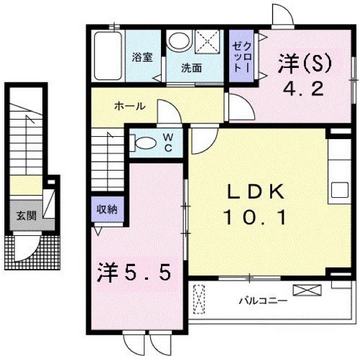 浴室
洗面
クロー
ゼット
洋(S)
4.2
ホール
WC
玄関
収納
LDK
10.1
洋5.5
バルコニー